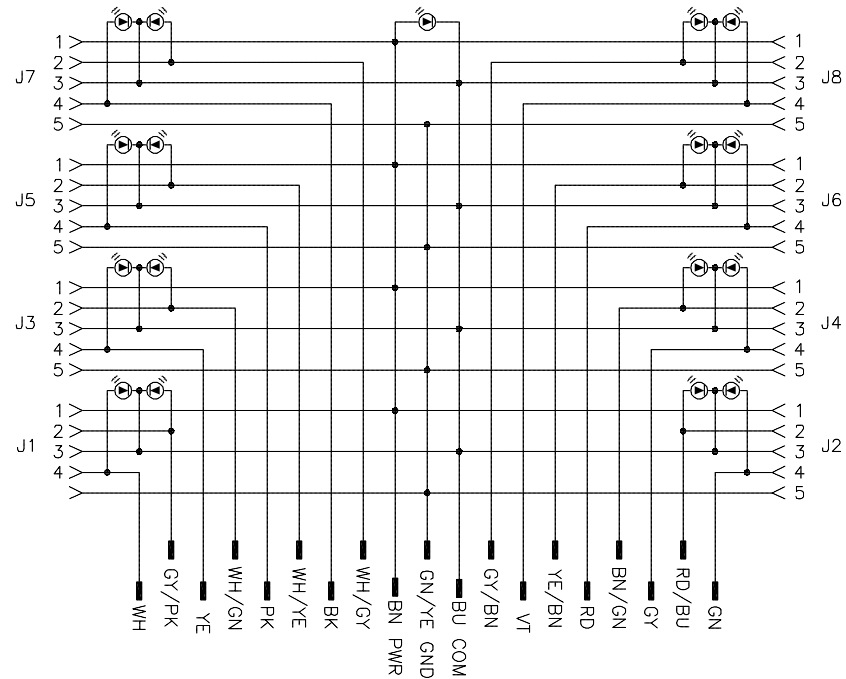 1 1
2 2
J7 3 3 J8
4 4
5 5
1 1
2 2
J5 3 3 J6
4 4
5 5
1 1
2 2
J3 3 3 J4
4 4
5 5
1 1
2 2
J1 3 3 J2
4 4
5
WH
GY/PK
YE
WH/GN
PK
WH/YE
BK
WH/GY
BN PWR
GN/YE GND
BU COM
GY/BN
VT
YE/BN
RD
BN/GN
GY
RD/BU
GN